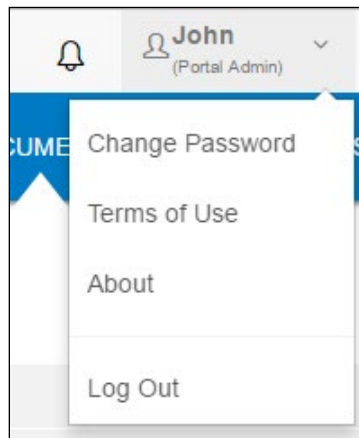 John
(Portal Admin)
CUME
Change Password
Terms of Use
About
Log Out